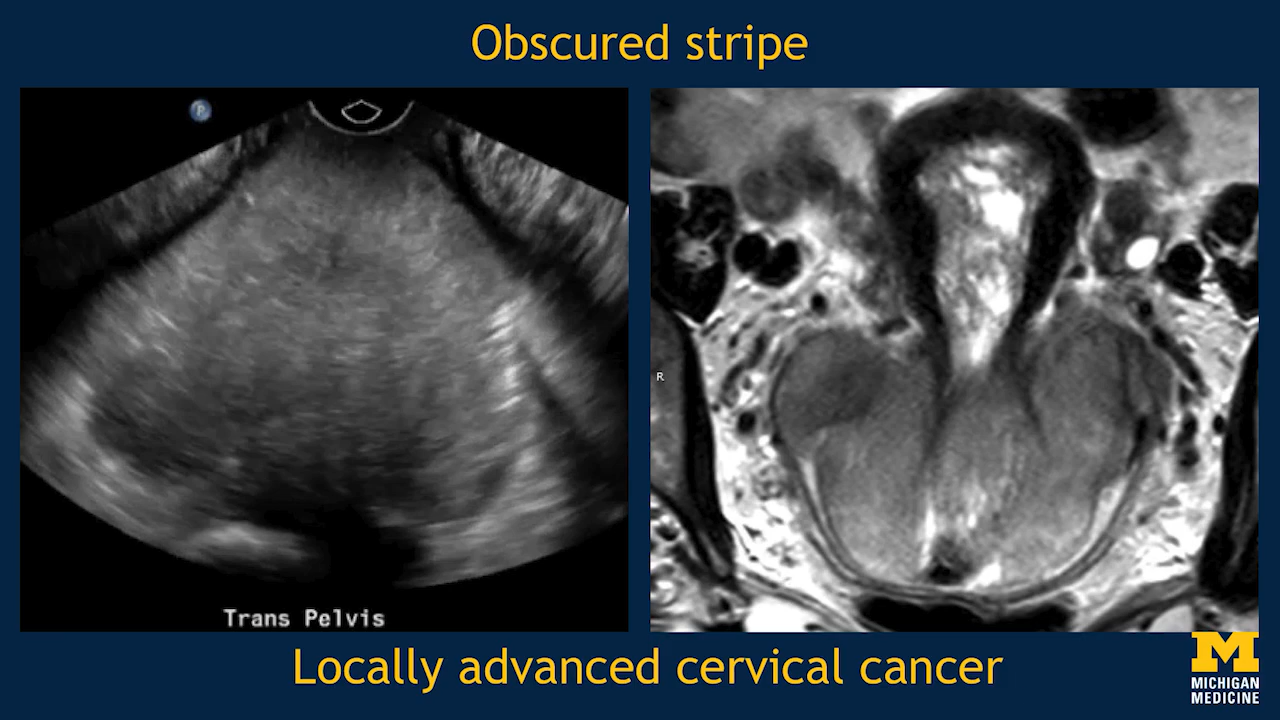 Obscured stripe
P
R
Trans Pelvis
Locally advanced cervical cancer
M
MICHIGAN
MEDICINE